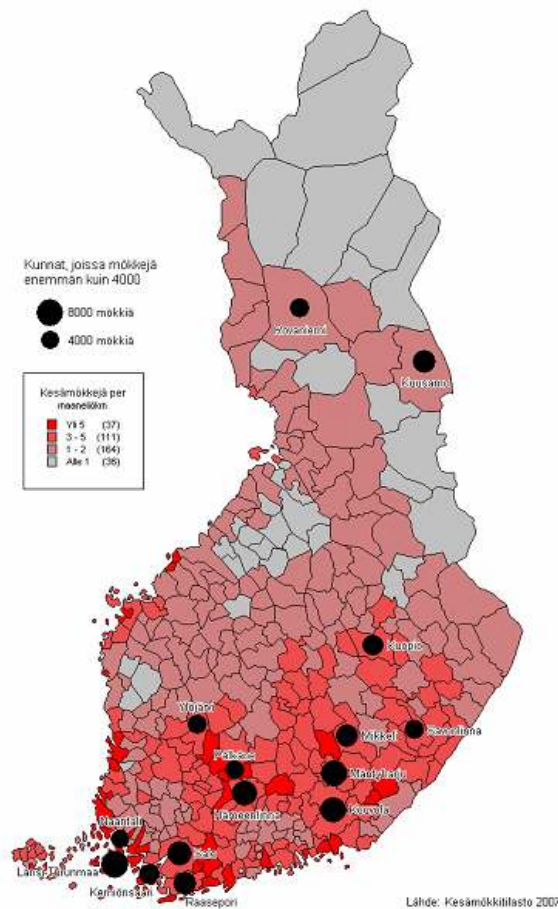 Kunnat, joissa mökkejä
enemmän kuin 4000
8000 mökkiä
4000 mökkiä
Kesämökkejä per
maaneliökm
Yli 5 (37)
3 - 5 (111)
1 - 2 (164)
Alle 1 (36)
Rovaniemi
Kuusamo
Kuopio
Ylöjärvi
Savonlinna
Mikkeli
Pälkäne
Mäntyharju
Hämeenlinna
Kouvola
Naantali
Salo
Länsi-Turunmaa
Kemiönsaari
Raasepori
Lähde: Kesämökkitilasto